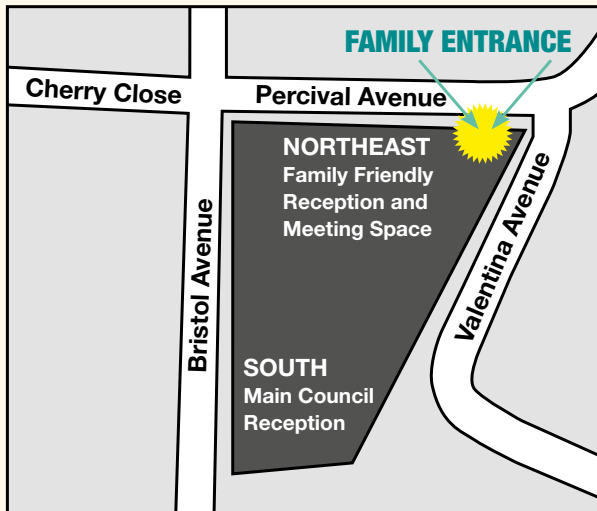 FAMILY ENTRANCE
Cherry Close
Percival Avenue
NORTHEAST
Family Friendly
Reception and
Meeting Space
Bristol Avenue
Valentina Avenue
SOUTH
Main Council
Reception